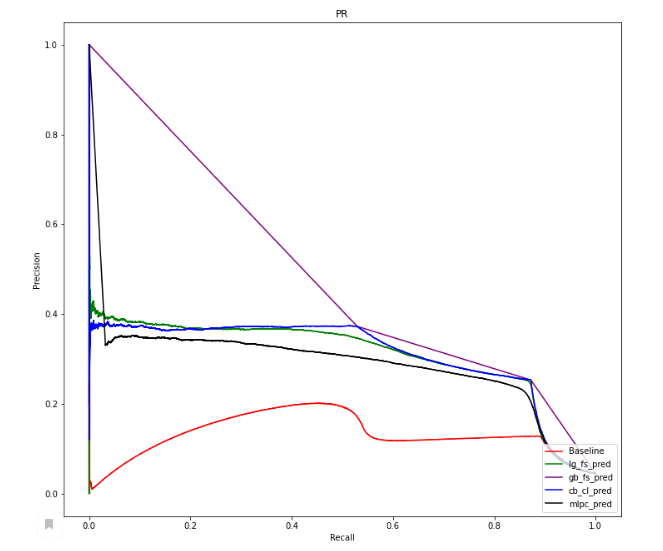 PR
1.0
0.8
0.6
0.4
0.2
0.0
Precision
0.0
0.2
0.4
0.6
0.8
1.0
Recall
Baseline
lg_fs_pred
gb_fs_pred
cb_cl_pred
mlpc_pred